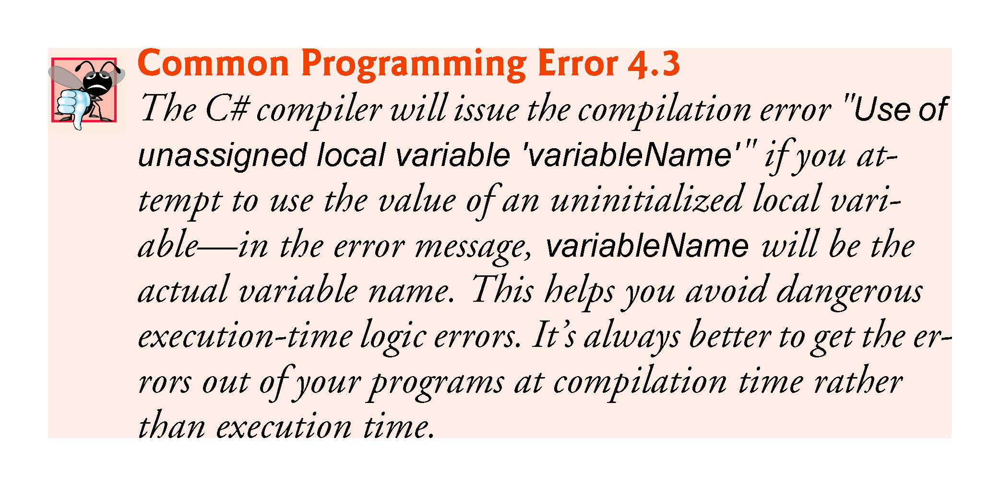 Common Programming Error 4.3
The C# compiler will issue the compilation error "Use of
unassigned local variable 'variableName'" if you at-
tempt to use the value of an uninitialized local vari-
able—in the error message, variableName will be the
actual variable name. This helps you avoid dangerous
execution-time logic errors. It’s always better to get the er-
rors out of your programs at compilation time rather
than execution time.